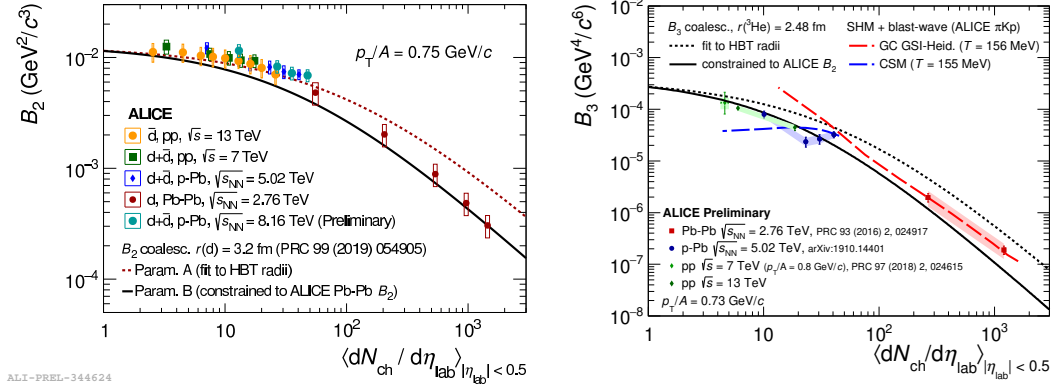 B₂ (GeV²/c³)
10⁻²
10⁻³
10⁻⁴
p_T/A = 0.75 GeV/c
ALICE
d̄, pp, √s = 13 TeV
d+d̄, pp, √s = 7 TeV
d+d̄, p-Pb, √s_NN = 5.02 TeV
d, Pb-Pb, √s_NN = 2.76 TeV
d+d̄, p-Pb, √s_NN = 8.16 TeV (Preliminary)
B₂ coalesc. r(d) = 3.2 fm (PRC 99 (2019) 054905)
Param. A (fit to HBT radii)
Param. B (constrained to ALICE Pb-Pb B₂)
1 10 10² 10³
⟨dN_ch / dη_lab⟩_|η_lab| < 0.5
ALI-PREL-344624
B₃ (GeV⁴/c⁶)
10⁻²
10⁻³
10⁻⁴
10⁻⁵
10⁻⁶
10⁻⁷
10⁻⁸
B₃ coalesc., r(³He) = 2.48 fm
fit to HBT radii
constrained to ALICE B₂
SHM + blast-wave (ALICE πKp)
GC GSI-Heid. (T = 156 MeV)
CSM (T = 155 MeV)
ALICE Preliminary
Pb-Pb √s_NN = 2.76 TeV, PRC 93 (2016) 2, 024917
p-Pb √s_NN = 5.02 TeV, arXiv:1910.14401
pp √s = 7 TeV (p_T/A = 0.8 GeV/c), PRC 97 (2018) 2, 024615
pp √s = 13 TeV
p_T/A = 0.73 GeV/c
1 10 10² 10³
⟨dN_ch/dη_lab⟩_|η_lab| < 0.5